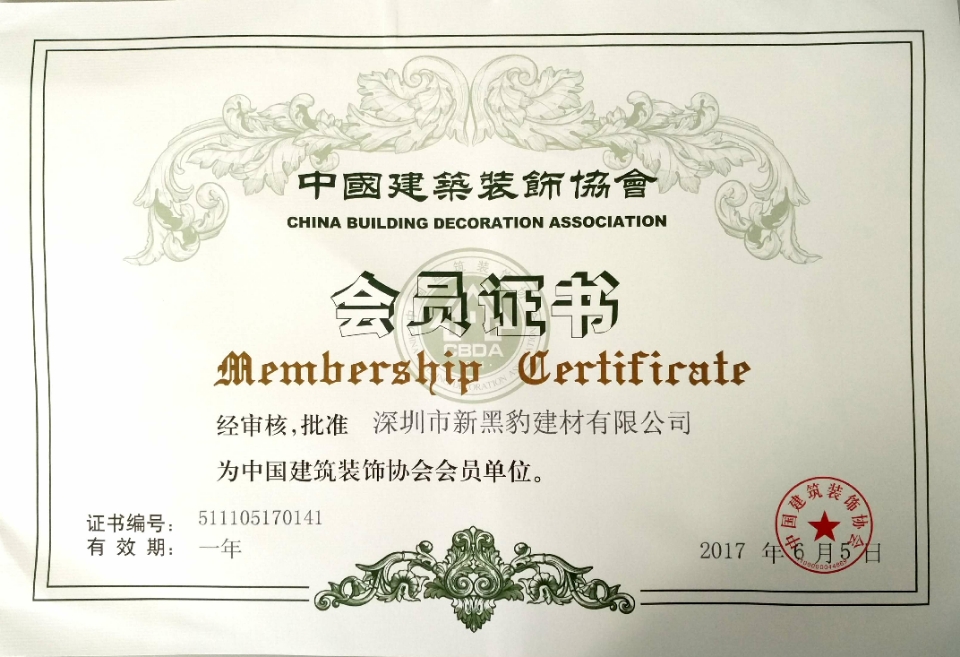 中國建築裝飾協會
CHINA BUILDING DECORATION ASSOCIATION
会员证书
CBDA
Membership Certificate
经审核,批准 深圳市新黑豹建材有限公司
为中国建筑装饰协会会员单位。
证书编号: 511105170141
有效期: 一年
中国建筑装饰协会
2017 年 6 月 5 日